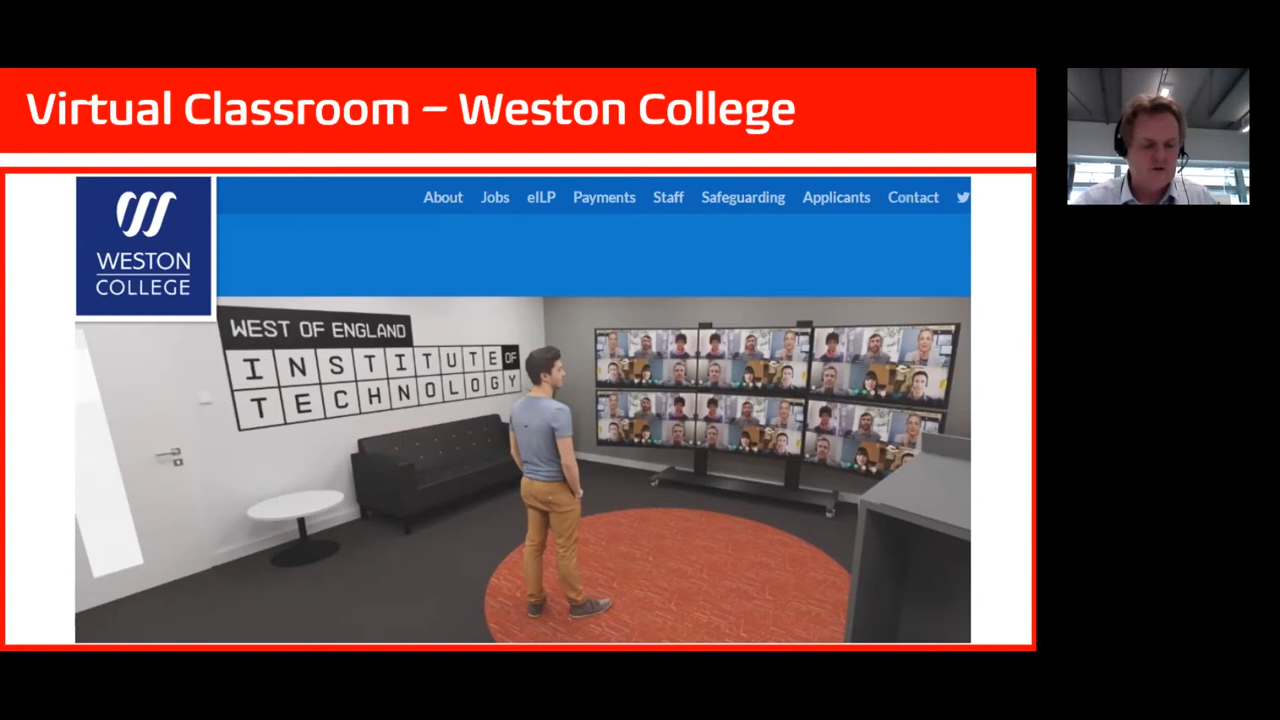 Virtual Classroom – Weston College
WESTON
COLLEGE
About Jobs eILP Payments Staff Safeguarding Applicants Contact
WEST OF ENGLAND
INSTITUTE OF
TECHNOLOGY